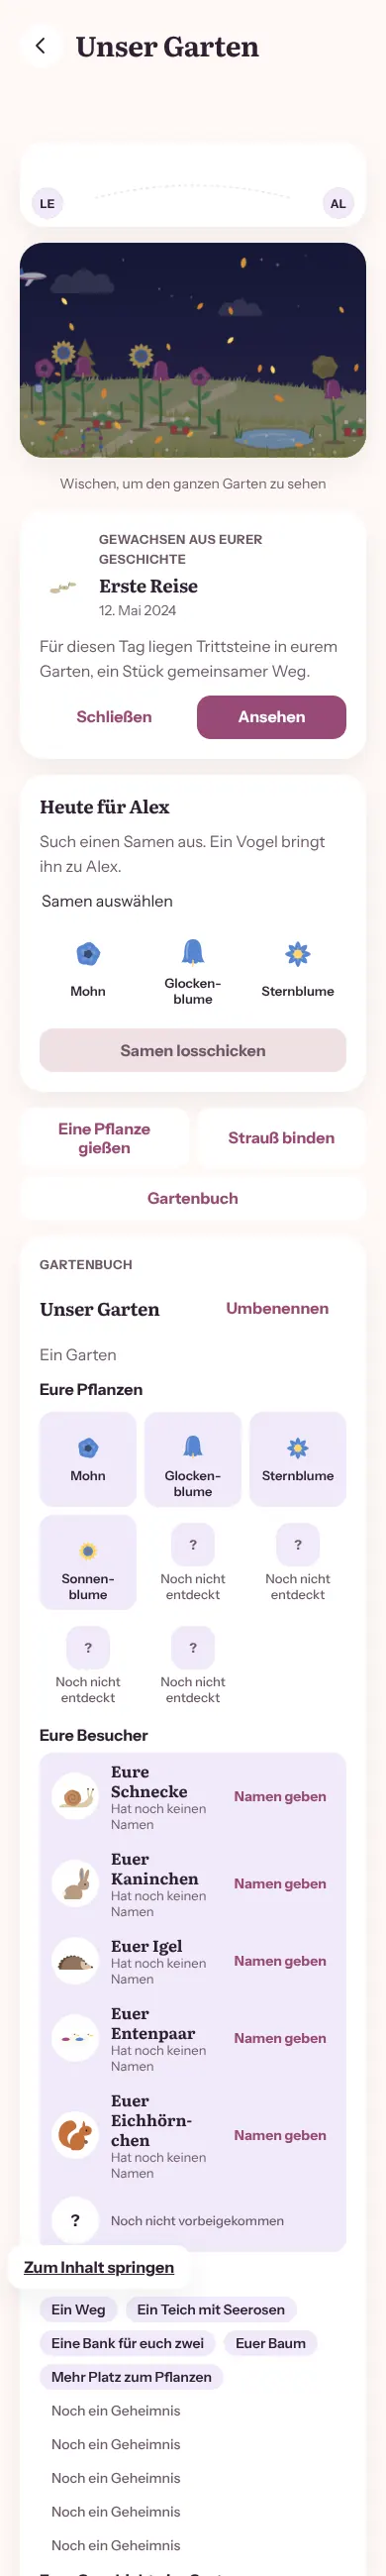 Unser Garten
LE
AL
Wischen, um den ganzen Garten zu sehen
GEWACHSEN AUS EURER
GESCHICHTE
Erste Reise
12. Mai 2024
Für diesen Tag liegen Trittsteine in eurem
Garten, ein Stück gemeinsamer Weg.
Schließen
Ansehen
Heute für Alex
Such einen Samen aus. Ein Vogel bringt
ihn zu Alex.
Samen auswählen
Mohn
Glocken-
blume
Sternblume
Samen losschicken
Eine Pflanze
gießen
Strauß binden
Gartenbuch
GARTENBUCH
Unser Garten
Umbenennen
Ein Garten
Eure Pflanzen
Mohn
Glocken-
blume
Sternblume
Sonnen-
blume
?
Noch nicht
entdeckt
?
Noch nicht
entdeckt
?
Noch nicht
entdeckt
?
Noch nicht
entdeckt
Eure Besucher
Eure
Schnecke
Hat noch keinen
Namen
Namen geben
Euer
Kaninchen
Hat noch keinen
Namen
Namen geben
Euer Igel
Hat noch keinen
Namen
Namen geben
Euer
Entenpaar
Hat noch keinen
Namen
Namen geben
Euer
Eichhörn-
chen
Hat noch keinen
Namen
Namen geben
?
Noch nicht vorbeigekommen
Zum Inhalt springen
Ein Weg
Ein Teich mit Seerosen
Eine Bank für euch zwei
Euer Baum
Mehr Platz zum Pflanzen
Noch ein Geheimnis
Noch ein Geheimnis
Noch ein Geheimnis
Noch ein Geheimnis
Noch ein Geheimnis